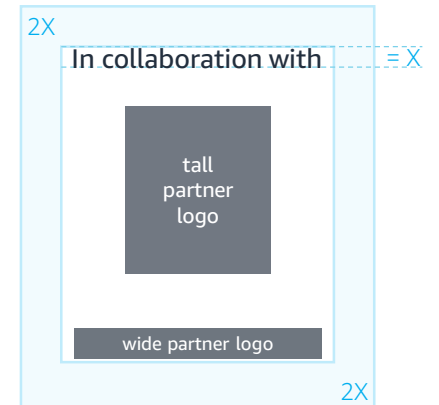 2X
In collaboration with
= X
tall
partner
logo
wide partner logo
2X